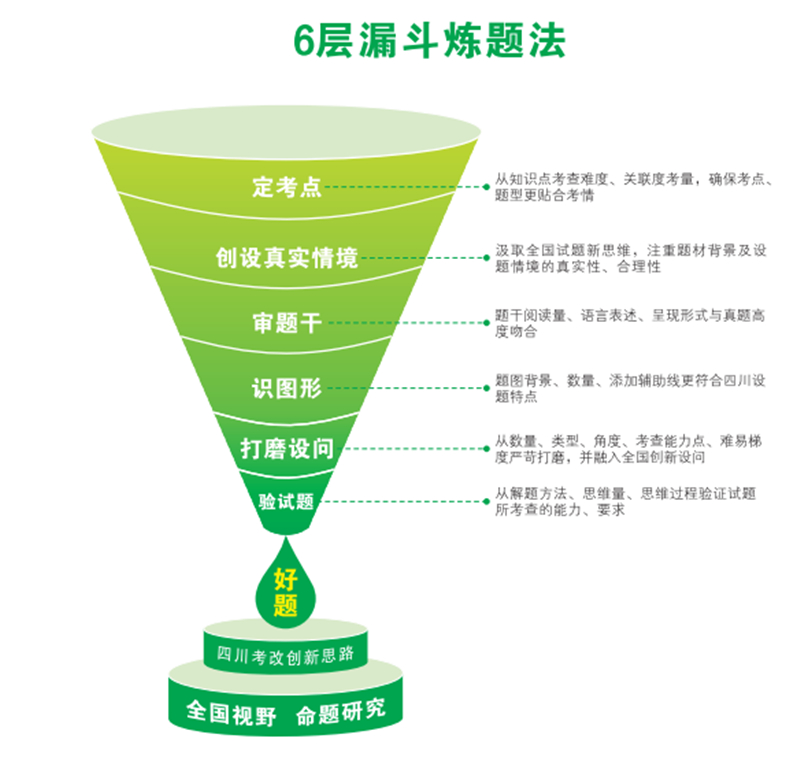 6层漏斗炼题法
定考点
从知识点考查难度、关联度考量，确保考点、
题型更贴合考情
创设真实情境
汲取全国试题新思维，注重题材背景及设
题情境的真实性、合理性
审题干
题干阅读量、语言表述、呈现形式与真题高
度吻合
识图形
题图背景、数量、添加辅助线更符合四川设
题特点
打磨设问
从数量、类型、角度、考查能力点、难易梯
度严苛打磨，并融入全国创新设问
验试题
从解题方法、思维量、思维过程验证试题
所考查的能力、要求
好
题
四川考改创新思路
全国视野 命题研究